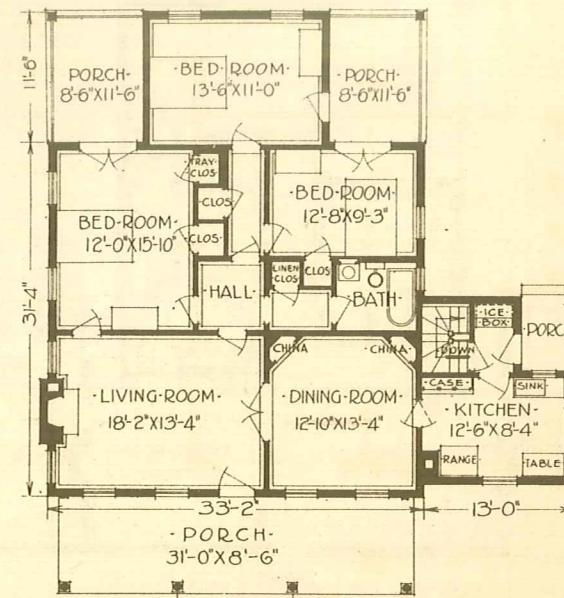 11'-6"
PORCH·
8'-6"X11'-6"
·BED·ROOM·
13'-6"X11'-0"
·PORCH·
8'-6"X11'-6"
31'-4"
TRAY·
CLOS
CLOS
CLOS·
BED·ROOM·
12'-0"X15'-10"
·BED·ROOM·
12'-8"X9'-3"
·HALL·
LINEN
CLOS
CLOS
·BATH·
·ICE·
BOX·
DOWN
CHINA
CHINA·
·LIVING·ROOM·
18'-2"X13'-4"
DINING·ROOM·
12'-10"X13'-4"
·CASE·
SINK
KITCHEN·
12'-6"X8'-4"
RANGE
TABLE
33'-2"
13'-0"
·PORCH·
31'-0"X8'-6"